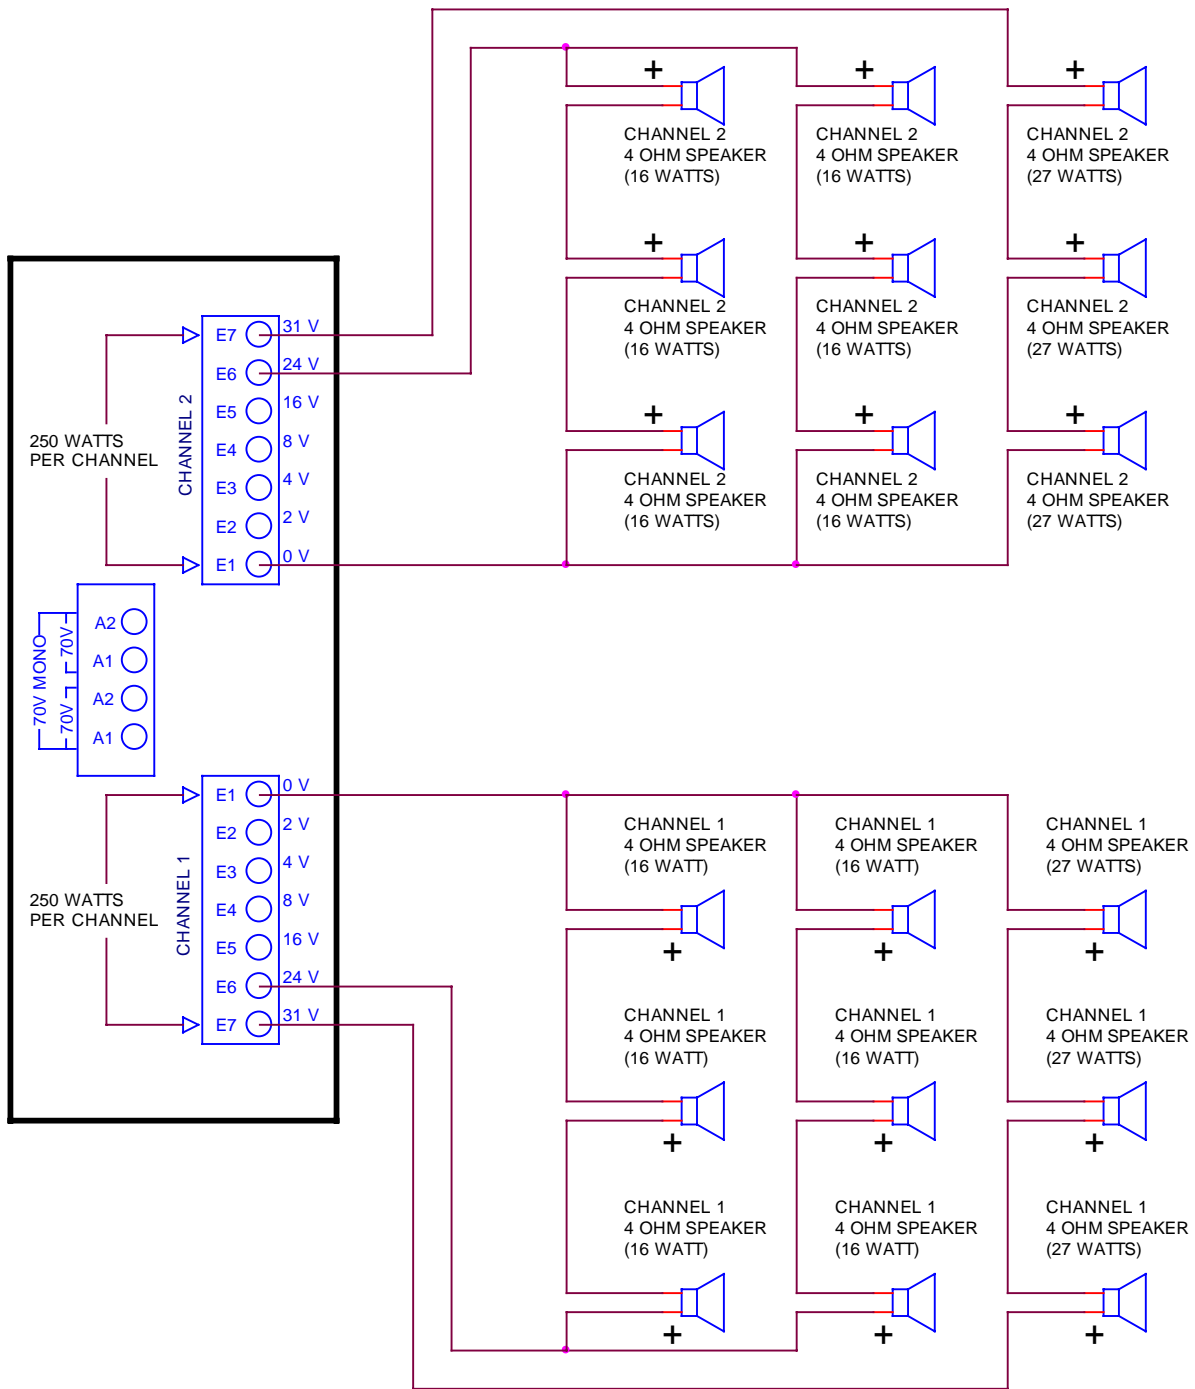 +
+
+
CHANNEL 2
4 OHM SPEAKER
(16 WATTS)
CHANNEL 2
4 OHM SPEAKER
(16 WATTS)
CHANNEL 2
4 OHM SPEAKER
(27 WATTS)
+
+
+
CHANNEL 2
4 OHM SPEAKER
(16 WATTS)
CHANNEL 2
4 OHM SPEAKER
(16 WATTS)
CHANNEL 2
4 OHM SPEAKER
(27 WATTS)
+
+
+
CHANNEL 2
4 OHM SPEAKER
(16 WATTS)
CHANNEL 2
4 OHM SPEAKER
(16 WATTS)
CHANNEL 2
4 OHM SPEAKER
(27 WATTS)
250 WATTS
PER CHANNEL
CHANNEL 2
E7 31 V
E6 24 V
E5 16 V
E4 8 V
E3 4 V
E2 2 V
E1 0 V
70V MONO
70V
70V
A2
A1
A2
A1
250 WATTS
PER CHANNEL
CHANNEL 1
E1 0 V
E2 2 V
E3 4 V
E4 8 V
E5 16 V
E6 24 V
E7 31 V
CHANNEL 1
4 OHM SPEAKER
(16 WATT)
CHANNEL 1
4 OHM SPEAKER
(16 WATT)
CHANNEL 1
4 OHM SPEAKER
(27 WATTS)
+
+
+
CHANNEL 1
4 OHM SPEAKER
(16 WATT)
CHANNEL 1
4 OHM SPEAKER
(16 WATT)
CHANNEL 1
4 OHM SPEAKER
(27 WATTS)
+
+
+
CHANNEL 1
4 OHM SPEAKER
(16 WATT)
CHANNEL 1
4 OHM SPEAKER
(16 WATT)
CHANNEL 1
4 OHM SPEAKER
(27 WATTS)
+
+
+